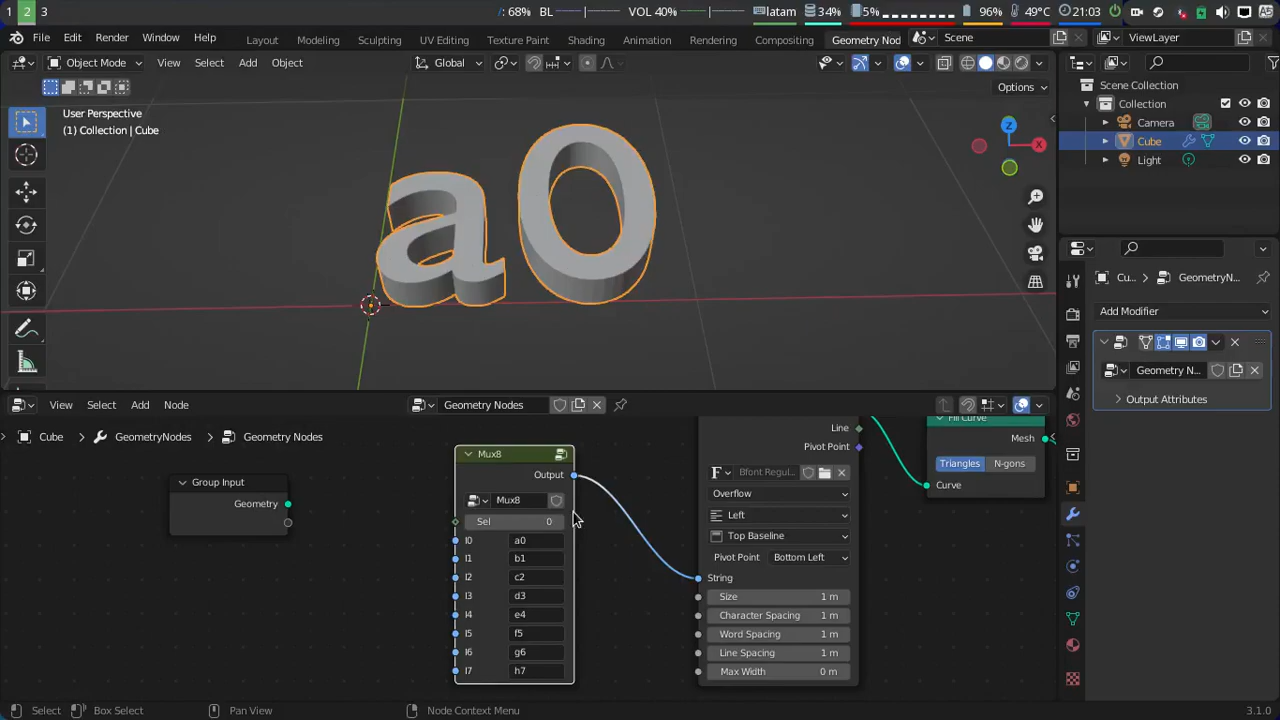 1 2 3 : 68% BL VOL 40% latam 34% 5% 96% 49°C 21:03
File Edit Render Window Help Layout Modeling Sculpting UV Editing Texture Paint Shading Animation Rendering Compositing Geometry Nod Scene ViewLayer
Object Mode View Select Add Object Global
Options
User Perspective
(1) Collection | Cube
Z
X
a0
Scene Collection
Collection
Camera
Cube
Light
Cu... GeometryN...
Add Modifier
Geometry N...
Output Attributes
View Select Add Node Geometry Nodes
Cube GeometryNodes Geometry Nodes
Group Input
Geometry
Mux8
Output
Mux8
Sel 0
I0 a0
I1 b1
I2 c2
I3 d3
I4 e4
I5 f5
I6 g6
I7 h7
Line
Pivot Point
F Bfont Regul...
Overflow
Left
Top Baseline
Pivot Point Bottom Left
String
Size 1 m
Character Spacing 1 m
Word Spacing 1 m
Line Spacing 1 m
Max Width 0 m
Fill Curve
Mesh
Triangles N-gons
Curve
Select Box Select Pan View Node Context Menu 3.1.0